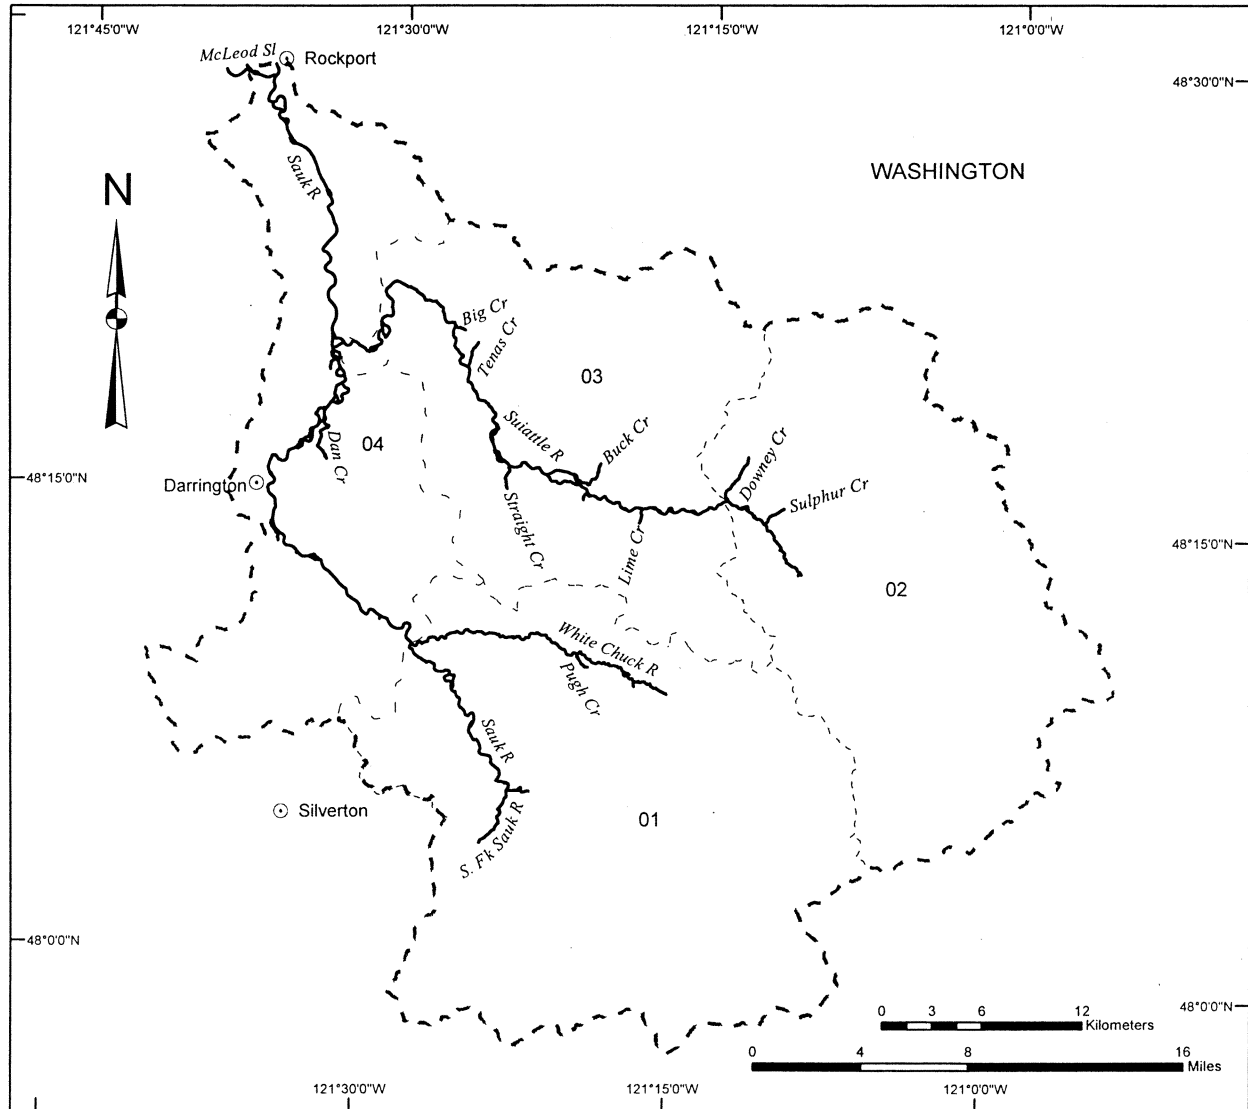 121°45'0"W
121°30'0"W
121°15'0"W
121°0'0"W
McLeod Sl
Rockport
48°30'0"N
WASHINGTON
N
Sauk R
Big Cr
Tenas Cr
03
Suiattle R
Buck Cr
04
Dan Cr
Downey Cr
48°15'0"N
Darrington
Sulphur Cr
Straight Cr
Lime Cr
48°15'0"N
02
White Chuck R
Pugh Cr
Sauk R
Silverton
01
S. Fk Sauk R
48°0'0"N
48°0'0"N
0 3 6 12
Kilometers
0 4 8 16
Miles
121°30'0"W
121°15'0"W
121°0'0"W